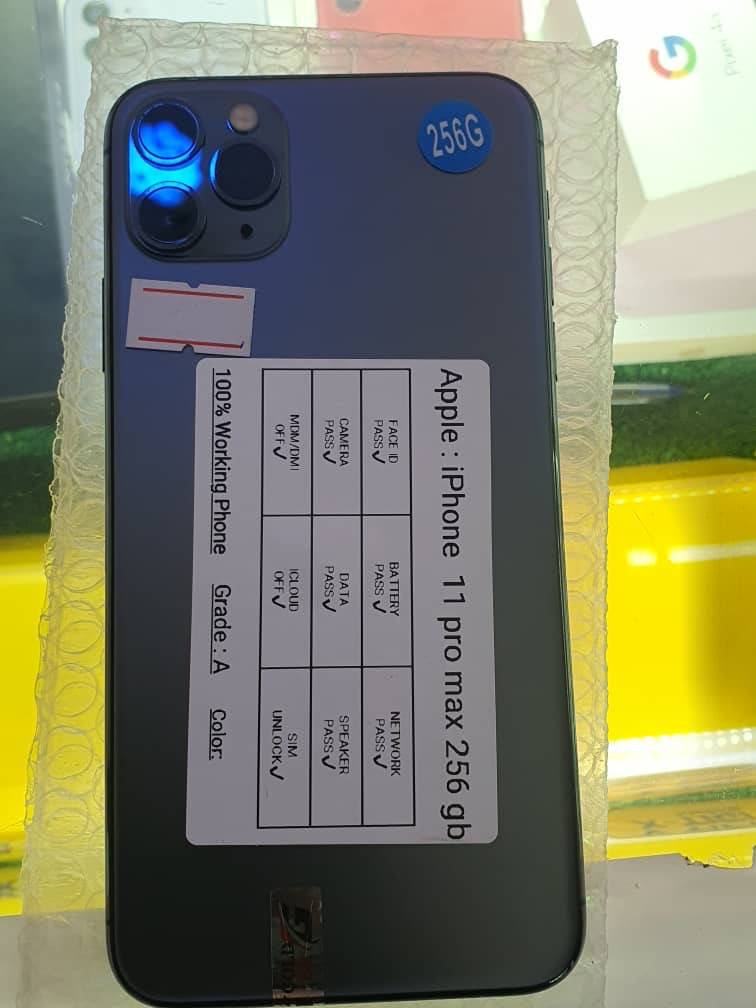 256G
Apple : iPhone 11 pro max 256 gb
FACE ID
PASS✓
BATTERY
PASS✓
NETWORK
PASS✓
CAMERA
PASS✓
DATA
PASS✓
SPEAKER
PASS✓
MDM/DMI
OFF✓
ICLOUD
OFF✓
SIM
UNLOCK✓
100% Working Phone Grade : A Color:
G